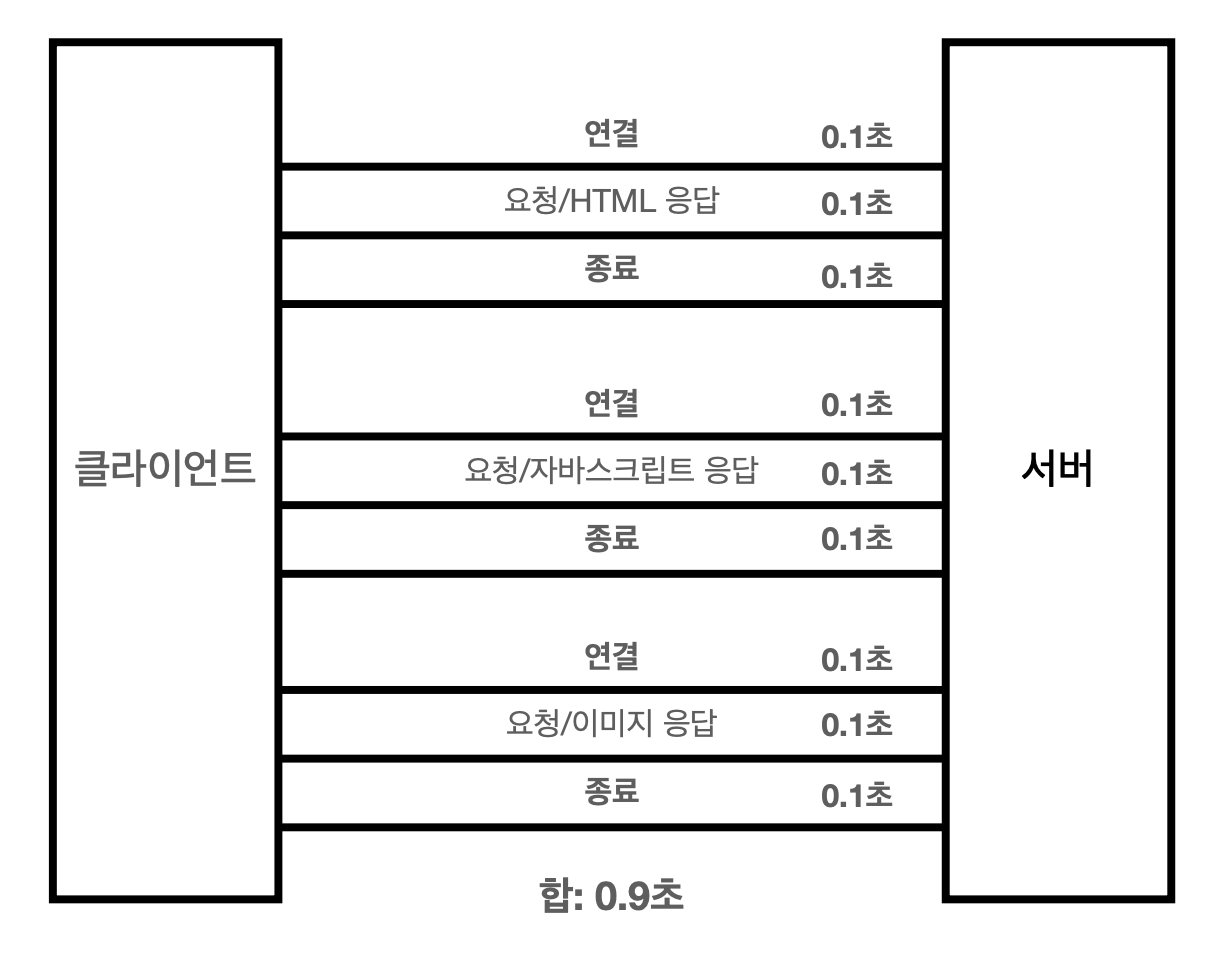 연결 0.1초
요청/HTML 응답 0.1초
종료 0.1초
연결 0.1초
클라이언트
요청/자바스크립트 응답 0.1초
서버
종료 0.1초
연결 0.1초
요청/이미지 응답 0.1초
종료 0.1초
합: 0.9초